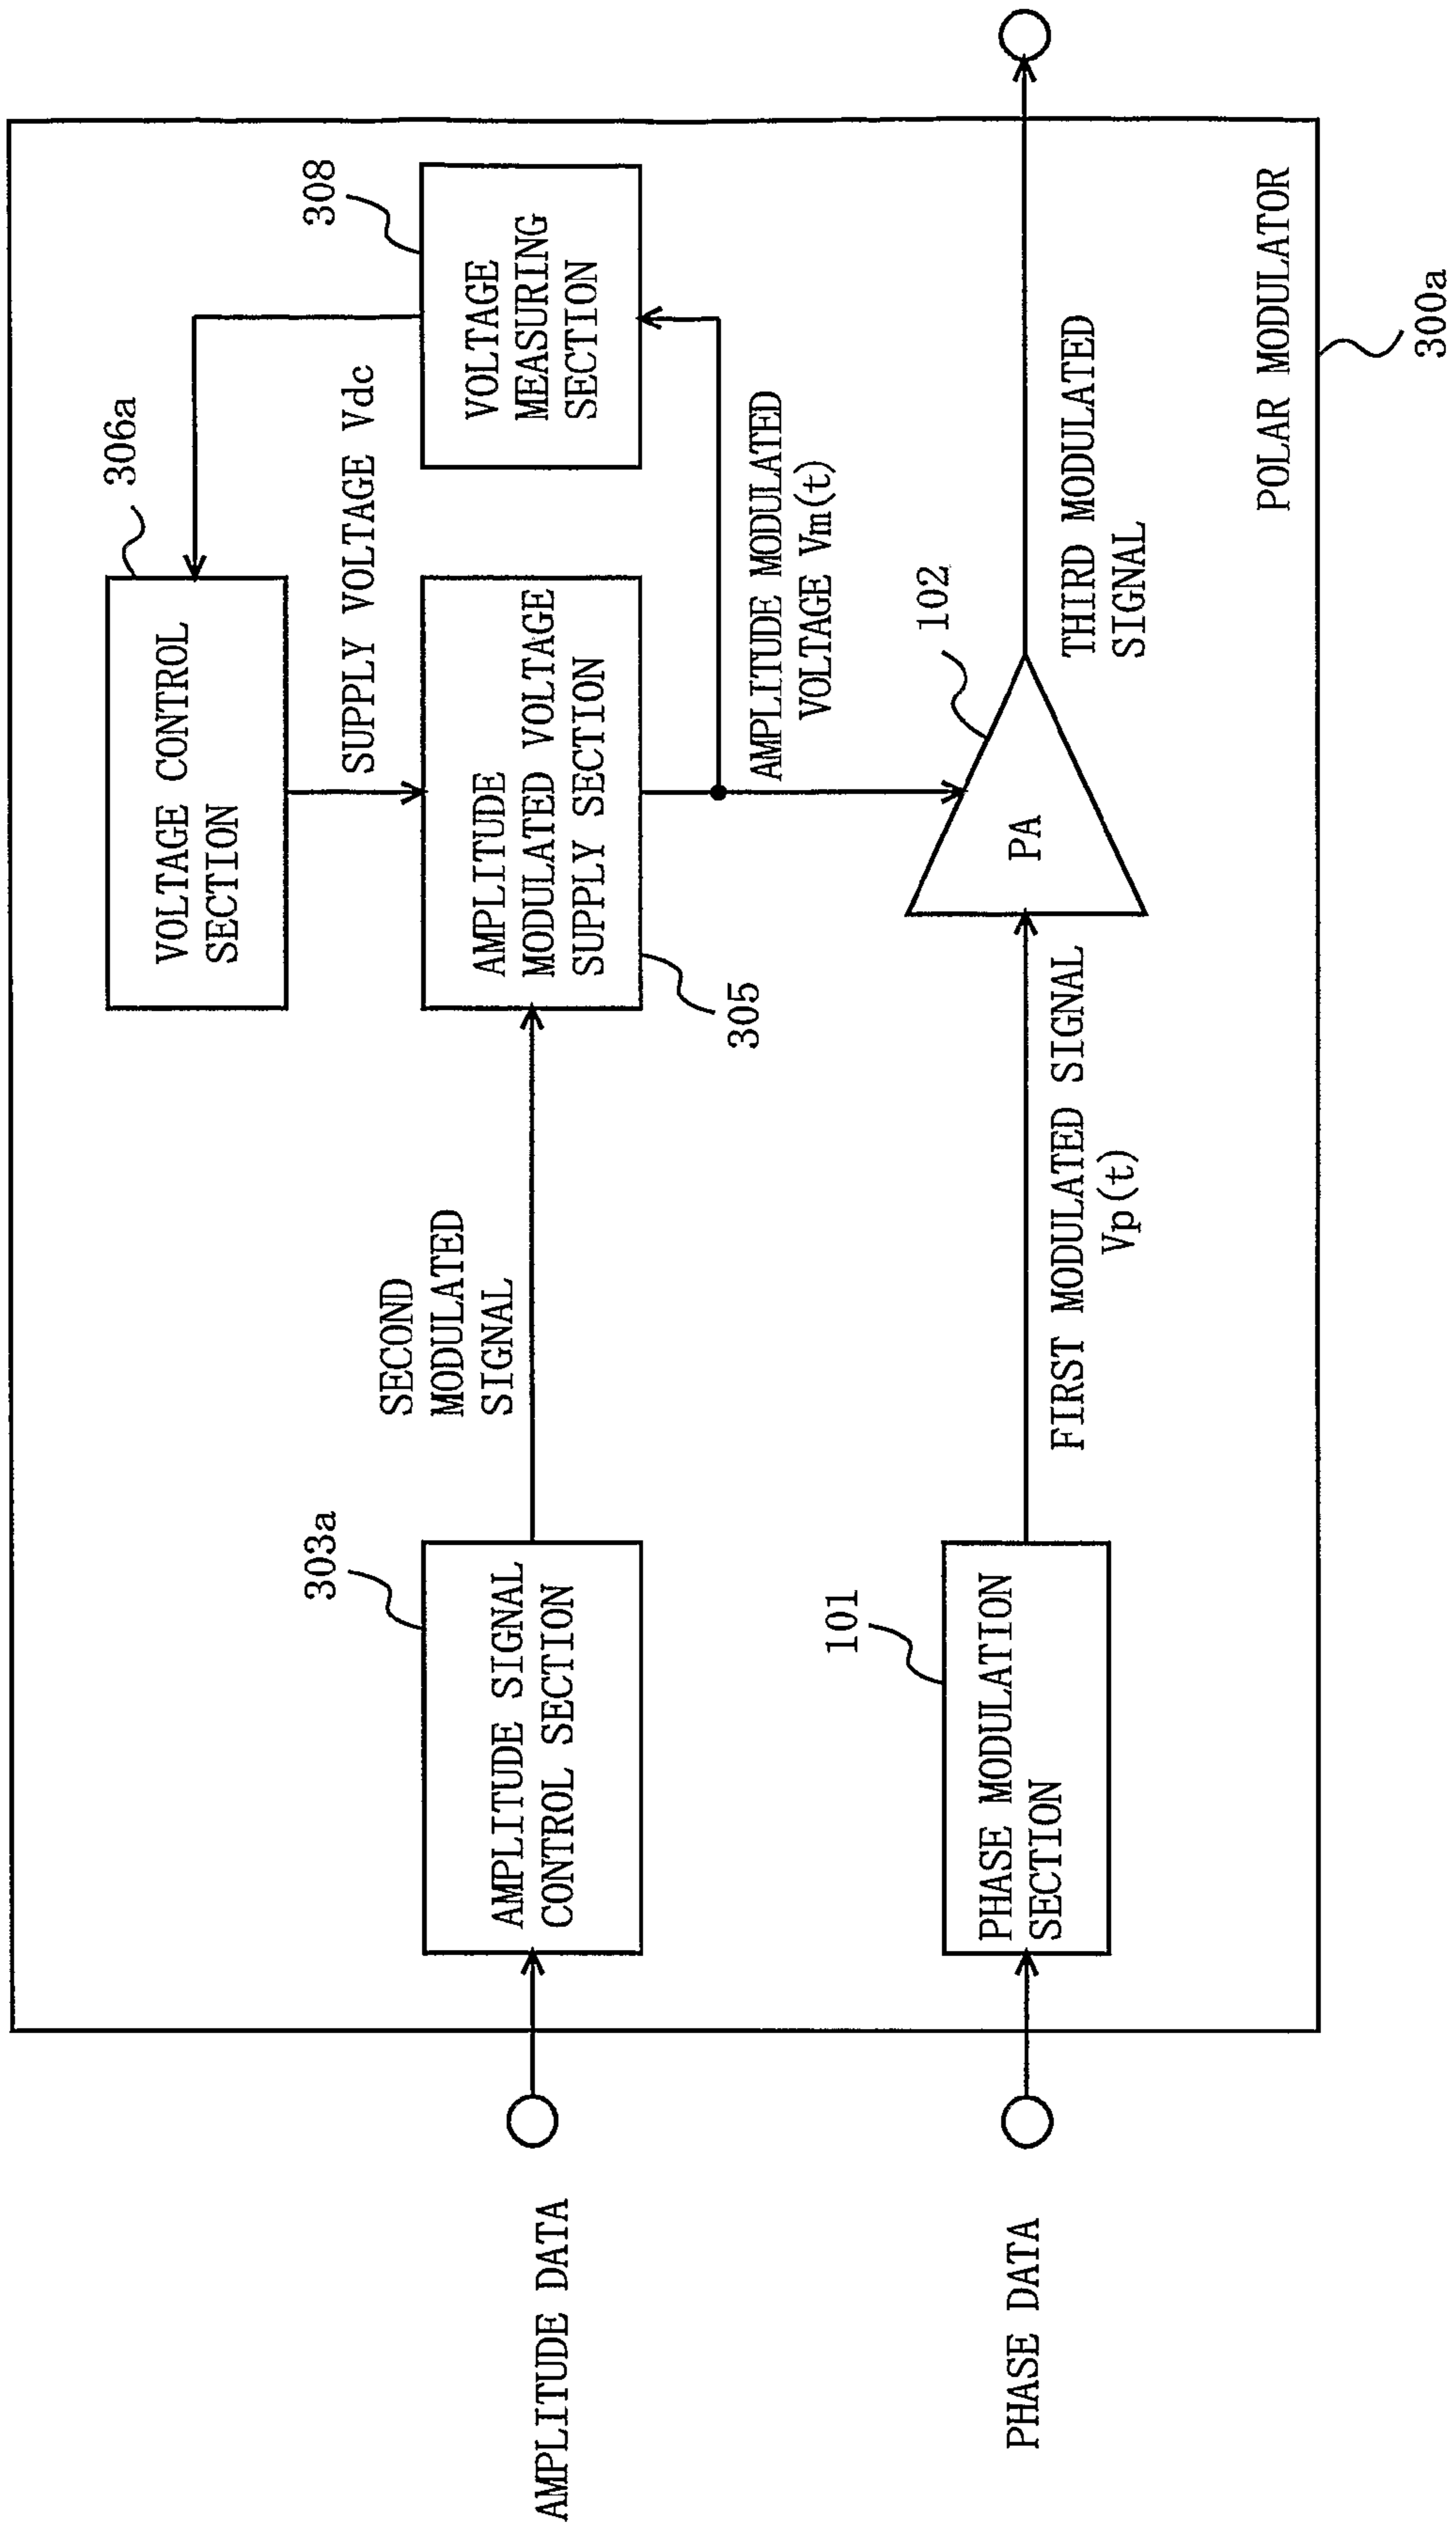 306a
VOLTAGE CONTROL
SECTION
308
VOLTAGE
MEASURING
SECTION
SUPPLY VOLTAGE Vdc
303a
AMPLITUDE SIGNAL
CONTROL SECTION
SECOND
MODULATED
SIGNAL
AMPLITUDE
MODULATED VOLTAGE
SUPPLY SECTION
305
AMPLITUDE DATA
AMPLITUDE MODULATED
VOLTAGE Vm(t)
101
PHASE MODULATION
SECTION
PHASE DATA
FIRST MODULATED SIGNAL
Vp(t)
102
PA
THIRD MODULATED
SIGNAL
POLAR MODULATOR
300a